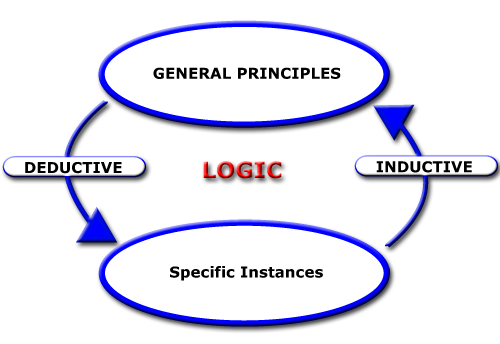 GENERAL PRINCIPLES
DEDUCTIVE
LOGIC
INDUCTIVE
Specific Instances